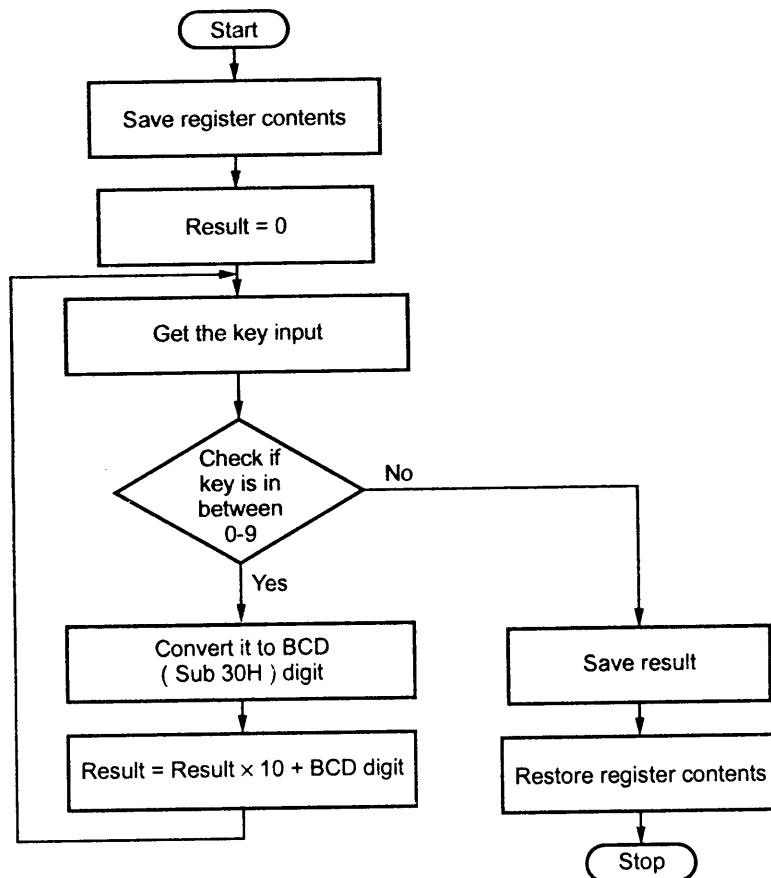 Start
Save register contents
Result = 0
Get the key input
Check if
key is in
between
0-9
No
Yes
Convert it to BCD
( Sub 30H ) digit
Result = Result × 10 + BCD digit
Save result
Restore register contents
Stop